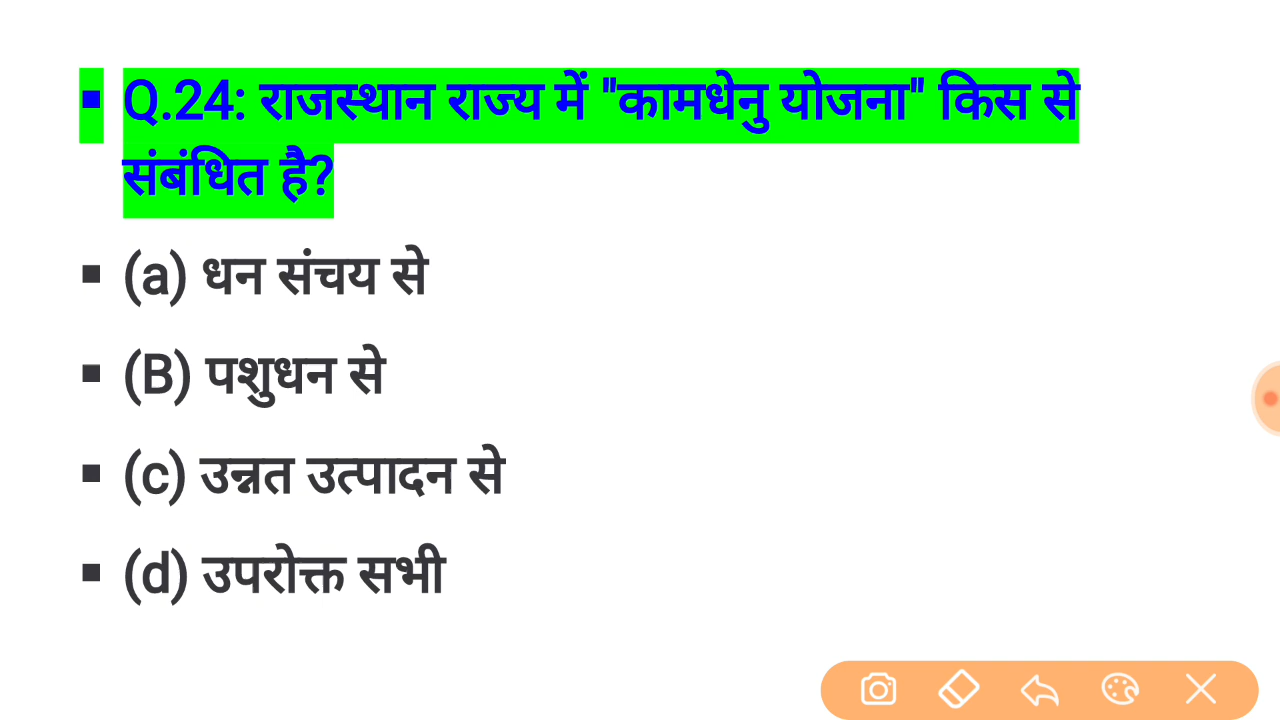 Q.24: राजस्थान राज्य में "कामधेनु योजना" किस से
संबंधित है?
(a) धन संचय से
(B) पशुधन से
(c) उन्नत उत्पादन से
(d) उपरोक्त सभी